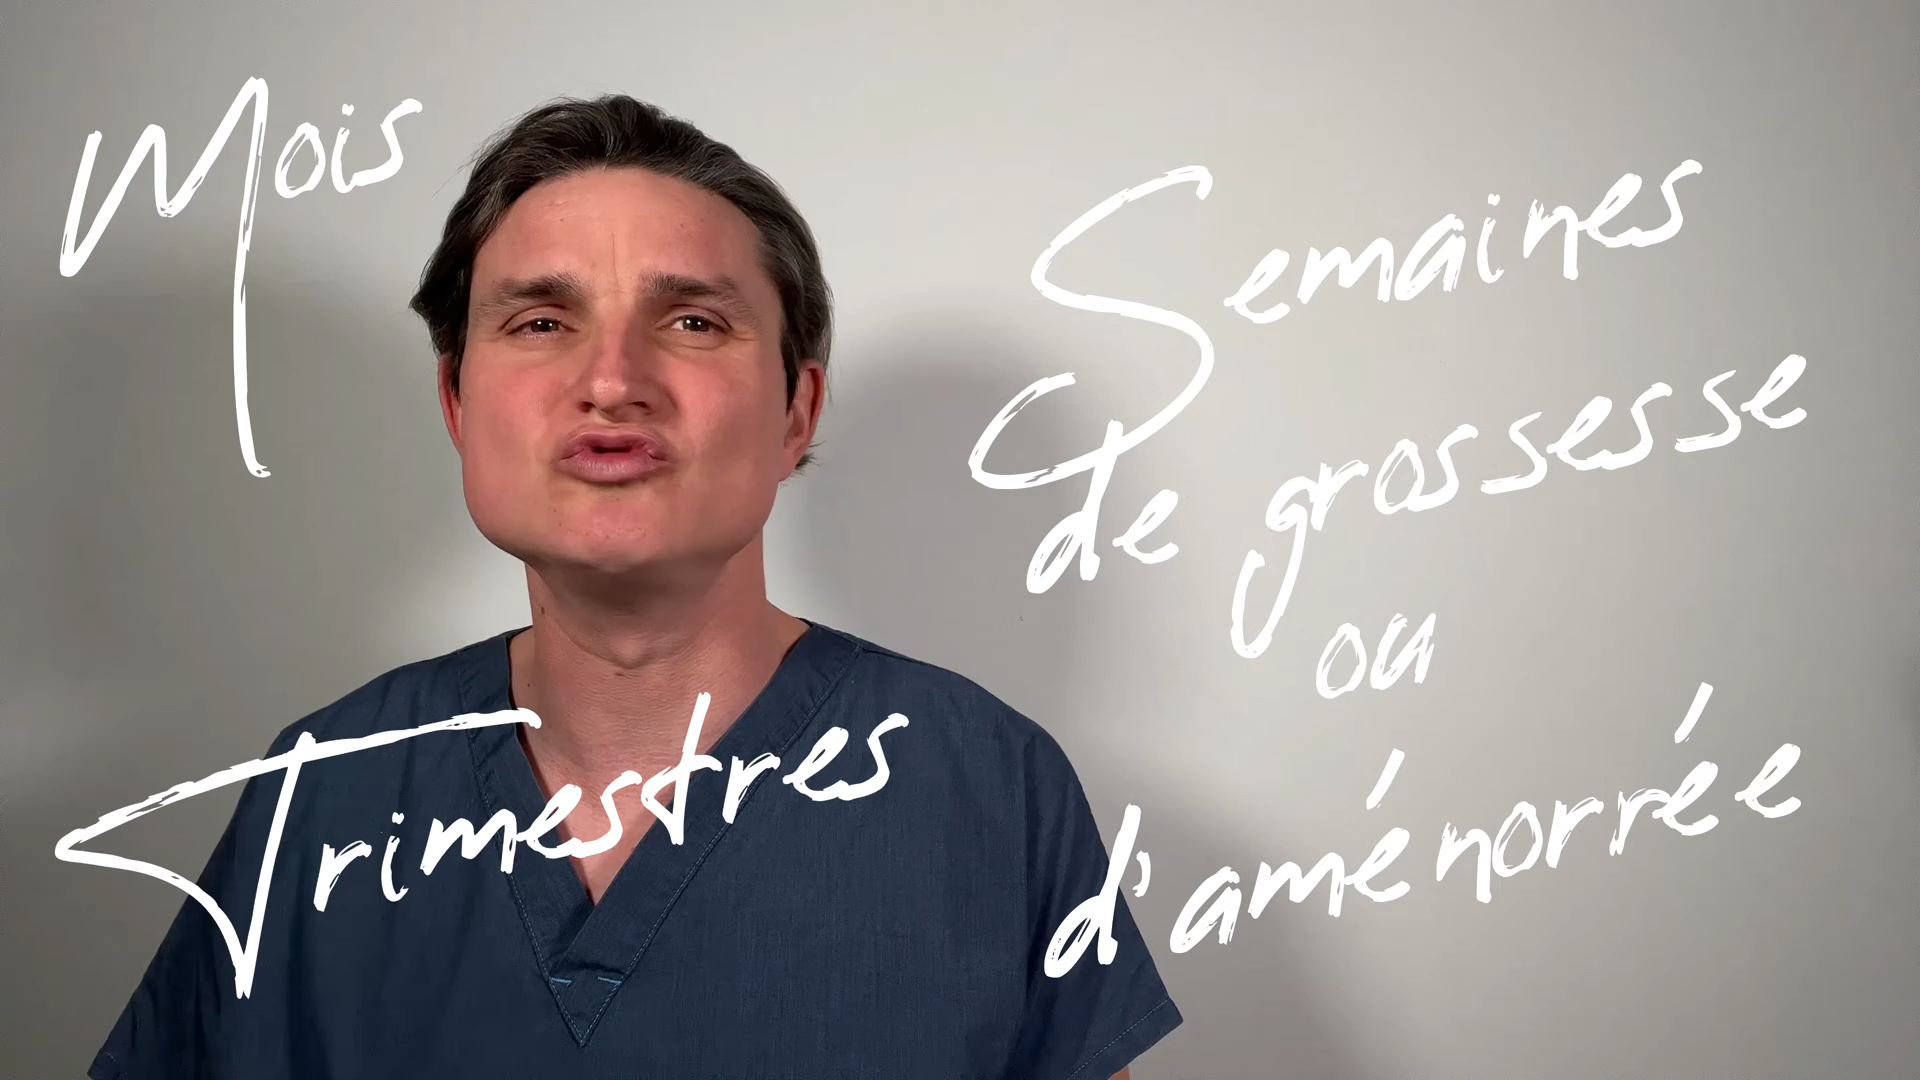 Mois
Semaines
de grossesse
ou
d'aménorrée
Trimestres